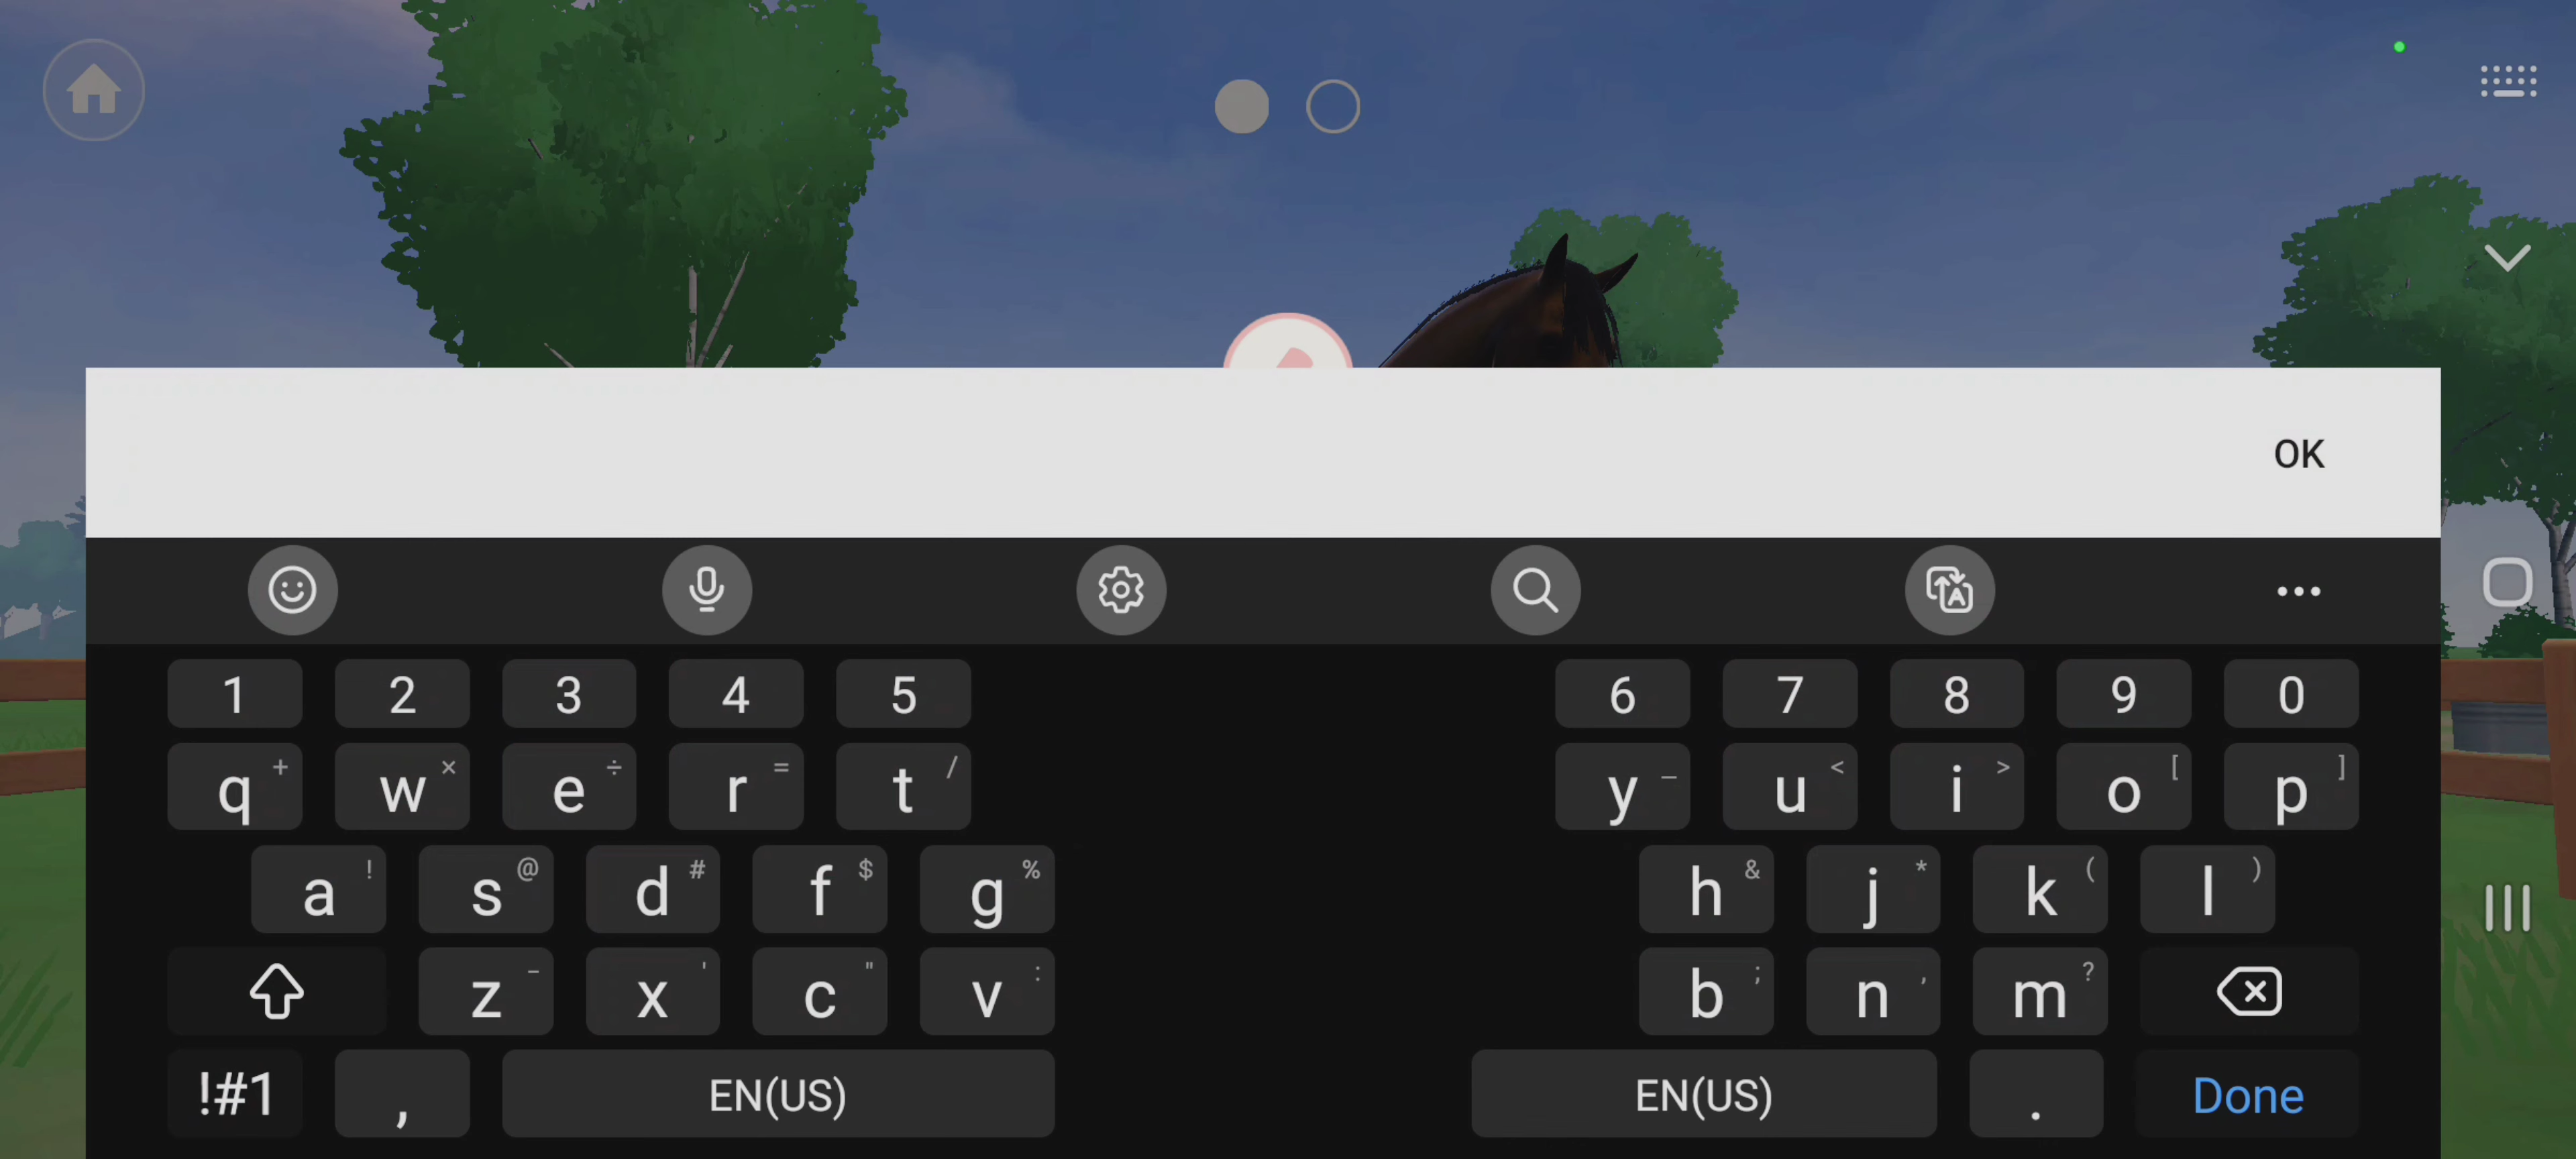 OK
1 2 3 4 5 6 7 8 9 0
q + w × e ÷ r = t / y _ u < i > o [ p ]
a ! s @ d # f $ g % h & j * k ( l )
z - x ' c " v : b ; n , m ?
!#1 , EN(US) EN(US) . Done